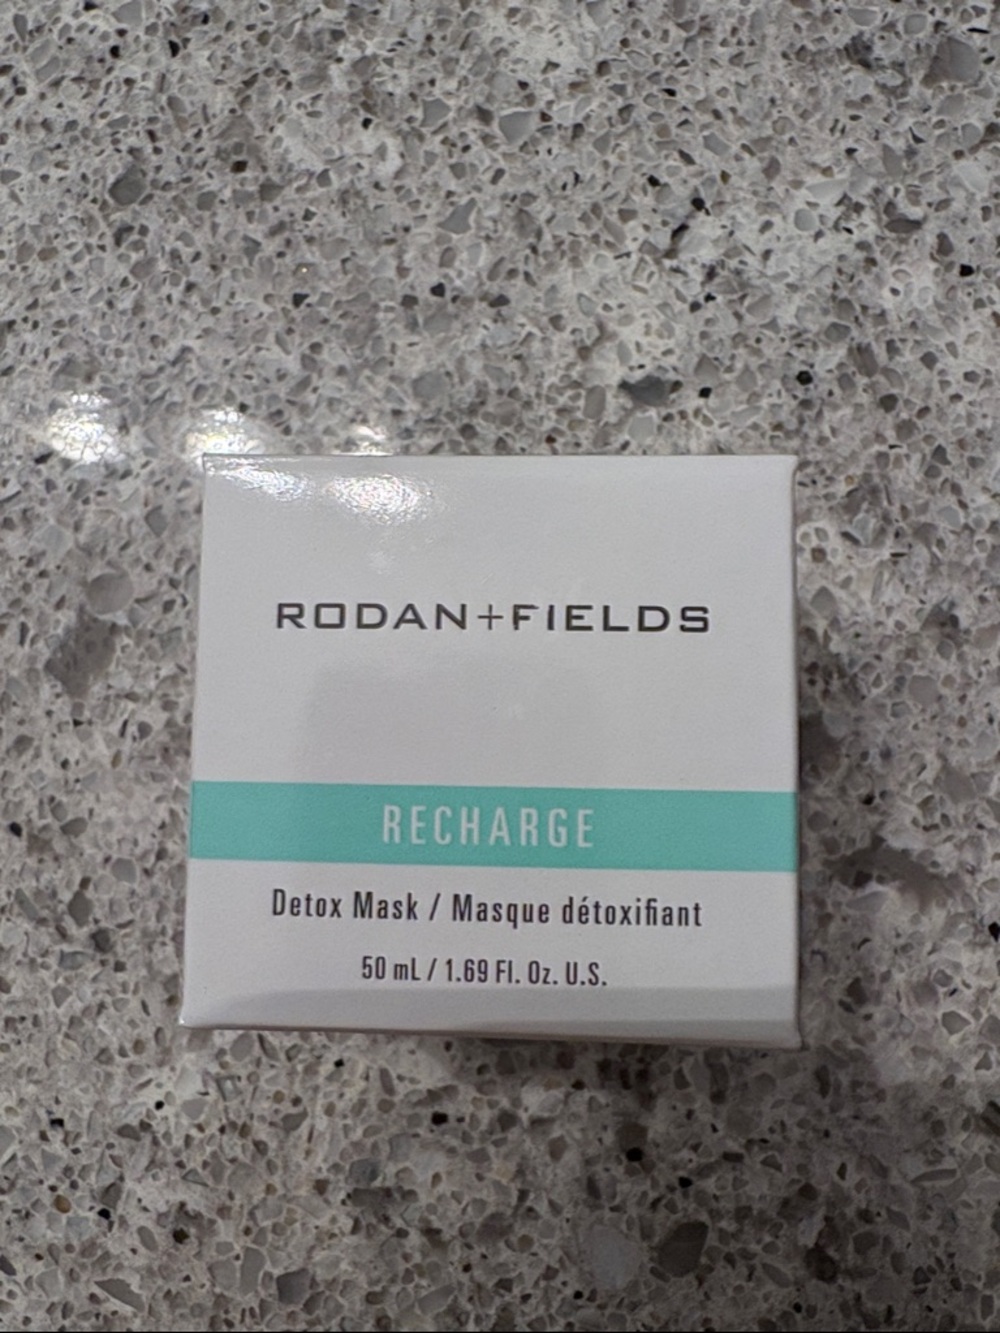 RODAN+FIELDS
RECHARGE
Detox Mask / Masque détoxifiant
50 mL / 1.69 Fl. Oz. U.S.